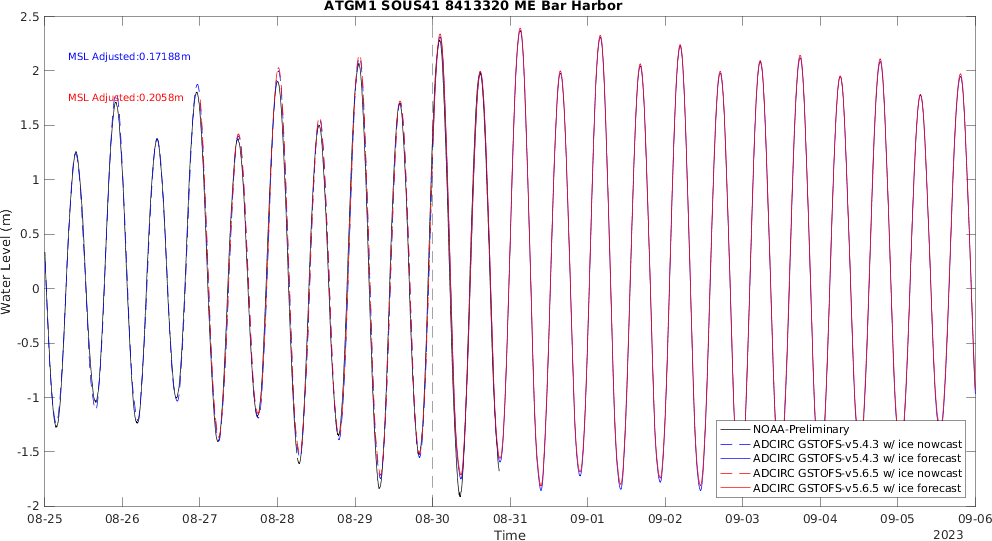 ATGM1 SOUS41 8413320 ME Bar Harbor
2.5
2
1.5
1
0.5
0
-0.5
-1
-1.5
-2
Water Level (m)
MSL Adjusted:0.17188m
MSL Adjusted:0.2058m
NOAA-Preliminary
ADCIRC GSTOFS-v5.4.3 w/ ice nowcast
ADCIRC GSTOFS-v5.4.3 w/ ice forecast
ADCIRC GSTOFS-v5.6.5 w/ ice nowcast
ADCIRC GSTOFS-v5.6.5 w/ ice forecast
08-25 08-26 08-27 08-28 08-29 08-30 08-31 09-01 09-02 09-03 09-04 09-05 09-06
Time
2023